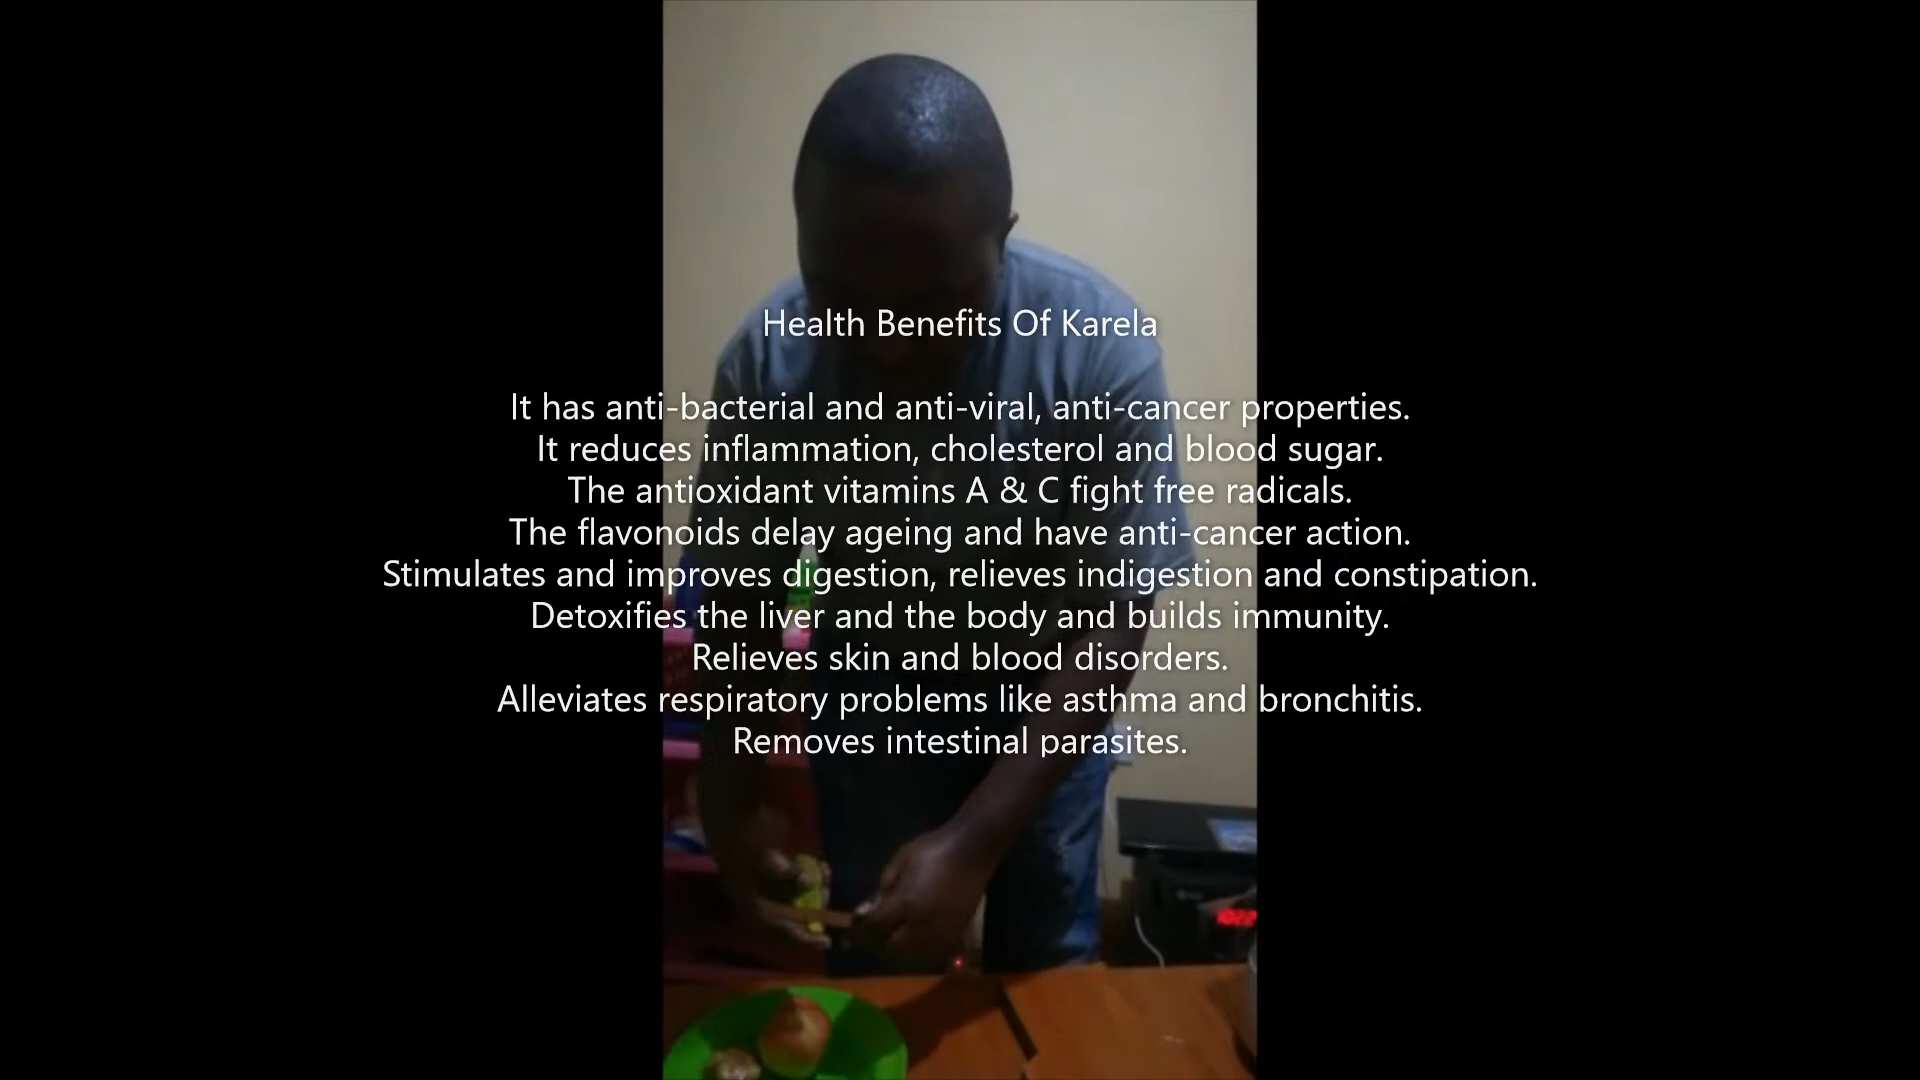 Health Benefits Of Karela
It has anti-bacterial and anti-viral, anti-cancer properties.
It reduces inflammation, cholesterol and blood sugar.
The antioxidant vitamins A & C fight free radicals.
The flavonoids delay ageing and have anti-cancer action.
Stimulates and improves digestion, relieves indigestion and constipation.
Detoxifies the liver and the body and builds immunity.
Relieves skin and blood disorders.
Alleviates respiratory problems like asthma and bronchitis.
Removes intestinal parasites.